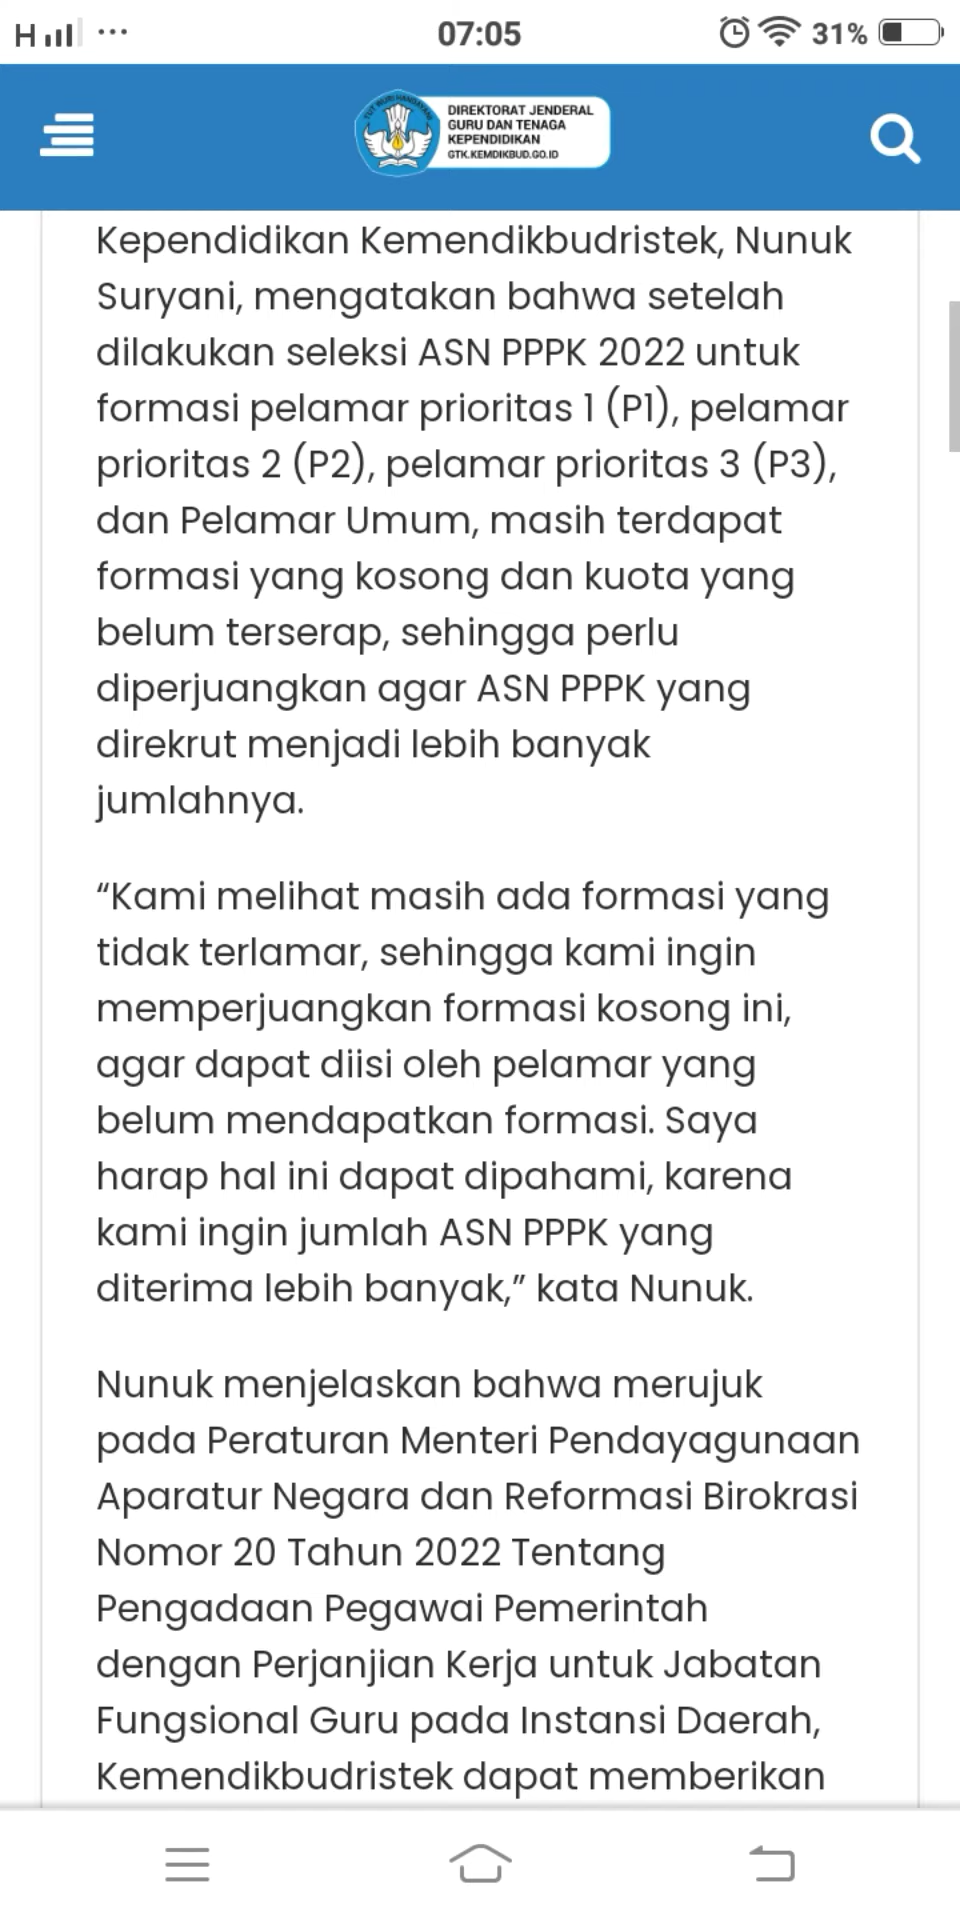 H ... 07:05 31%
TUT WURI HANDAYANI
DIREKTORAT JENDERAL
GURU DAN TENAGA
KEPENDIDIKAN
GTK.KEMDIKBUD.GO.ID
Kependidikan Kemendikbudristek, Nunuk
Suryani, mengatakan bahwa setelah
dilakukan seleksi ASN PPPK 2022 untuk
formasi pelamar prioritas 1 (P1), pelamar
prioritas 2 (P2), pelamar prioritas 3 (P3),
dan Pelamar Umum, masih terdapat
formasi yang kosong dan kuota yang
belum terserap, sehingga perlu
diperjuangkan agar ASN PPPK yang
direkrut menjadi lebih banyak
jumlahnya.
“Kami melihat masih ada formasi yang
tidak terlamar, sehingga kami ingin
memperjuangkan formasi kosong ini,
agar dapat diisi oleh pelamar yang
belum mendapatkan formasi. Saya
harap hal ini dapat dipahami, karena
kami ingin jumlah ASN PPPK yang
diterima lebih banyak,” kata Nunuk.
Nunuk menjelaskan bahwa merujuk
pada Peraturan Menteri Pendayagunaan
Aparatur Negara dan Reformasi Birokrasi
Nomor 20 Tahun 2022 Tentang
Pengadaan Pegawai Pemerintah
dengan Perjanjian Kerja untuk Jabatan
Fungsional Guru pada Instansi Daerah,
Kemendikbudristek dapat memberikan